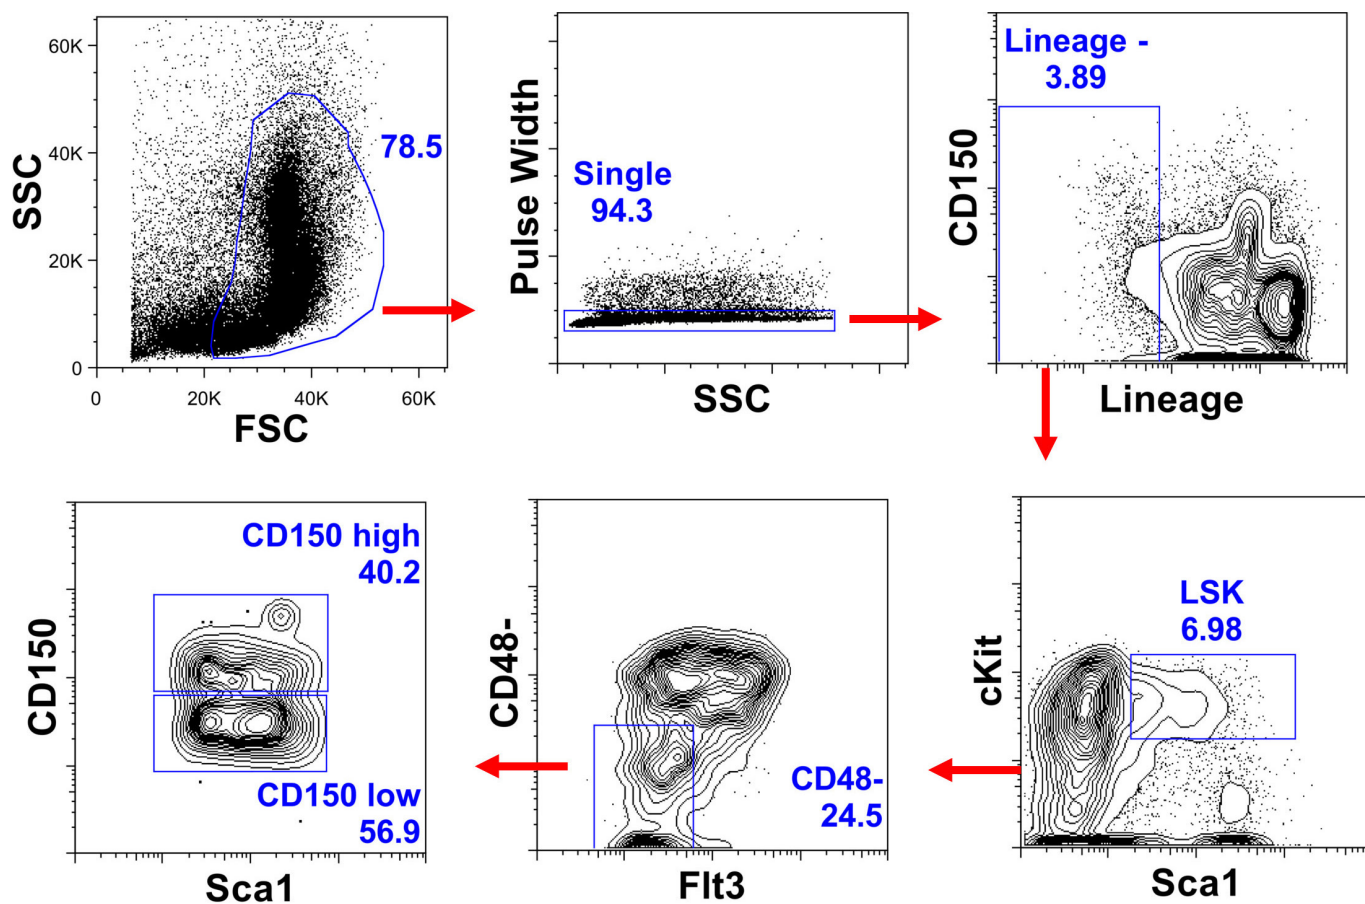 60K
40K
20K
0
SSC
78.5
0
20K
40K
60K
FSC
Pulse Width
Single
94.3
SSC
CD150
Lineage -
3.89
Lineage
CD150
CD150 high
40.2
CD150 low
56.9
Sca1
CD48-
CD48-
24.5
Flt3
cKit
LSK
6.98
Sca1